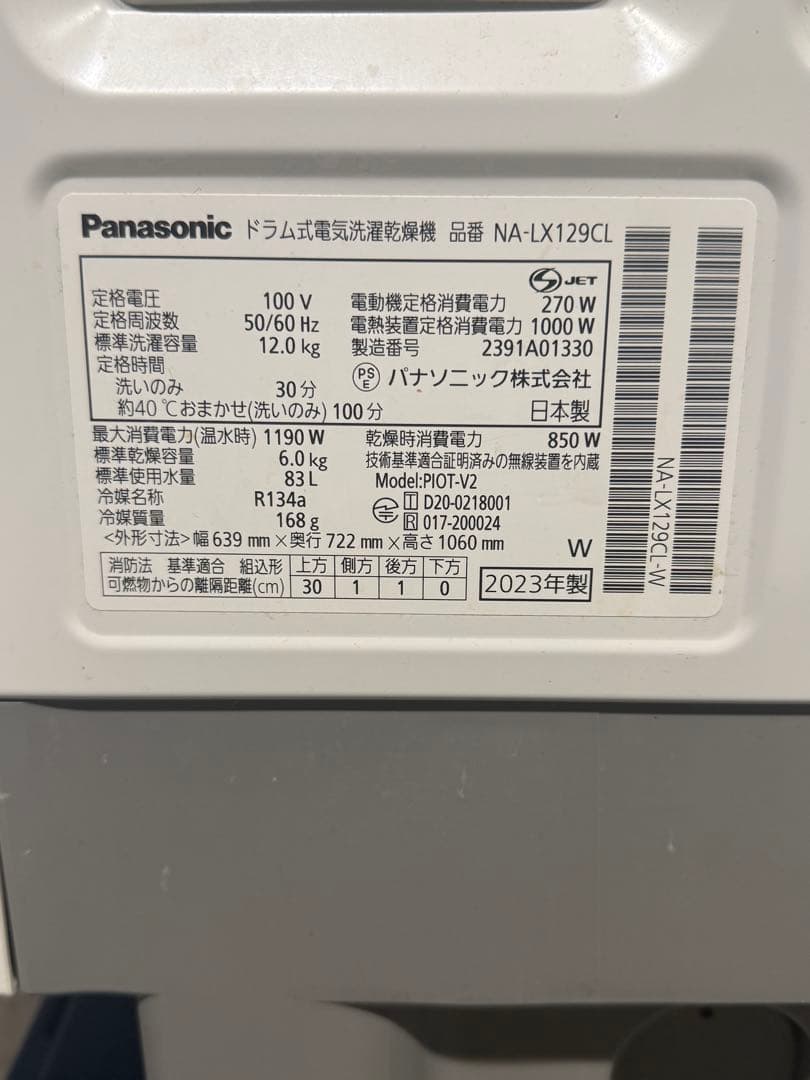 Panasonic ドラム式電気洗濯乾燥機 品番 NA-LX129CL
S JET
定格電圧 100 V
定格周波数 50/60 Hz
標準洗濯容量 12.0 kg
定格時間
洗いのみ 30分
約40℃おまかせ(洗いのみ) 100分
電動機定格消費電力 270 W
電熱装置定格消費電力 1000 W
製造番号 2391A01330
PSE パナソニック株式会社
日本製
最大消費電力(温水時) 1190 W
標準乾燥容量 6.0 kg
標準使用水量 83 L
冷媒名称 R134a
冷媒質量 168 g
乾燥時消費電力 850 W
技術基準適合証明済みの無線装置を内蔵
Model:PIOT-V2
T D20-0218001
R 017-200024
<外形寸法>幅 639 mm×奥行 722 mm×高さ 1060 mm
W
消防法 基準適合 組込形 上方 側方 後方 下方
可燃物からの離隔距離(cm) 30 1 1 0
2023年製
NA-LX129CL-W